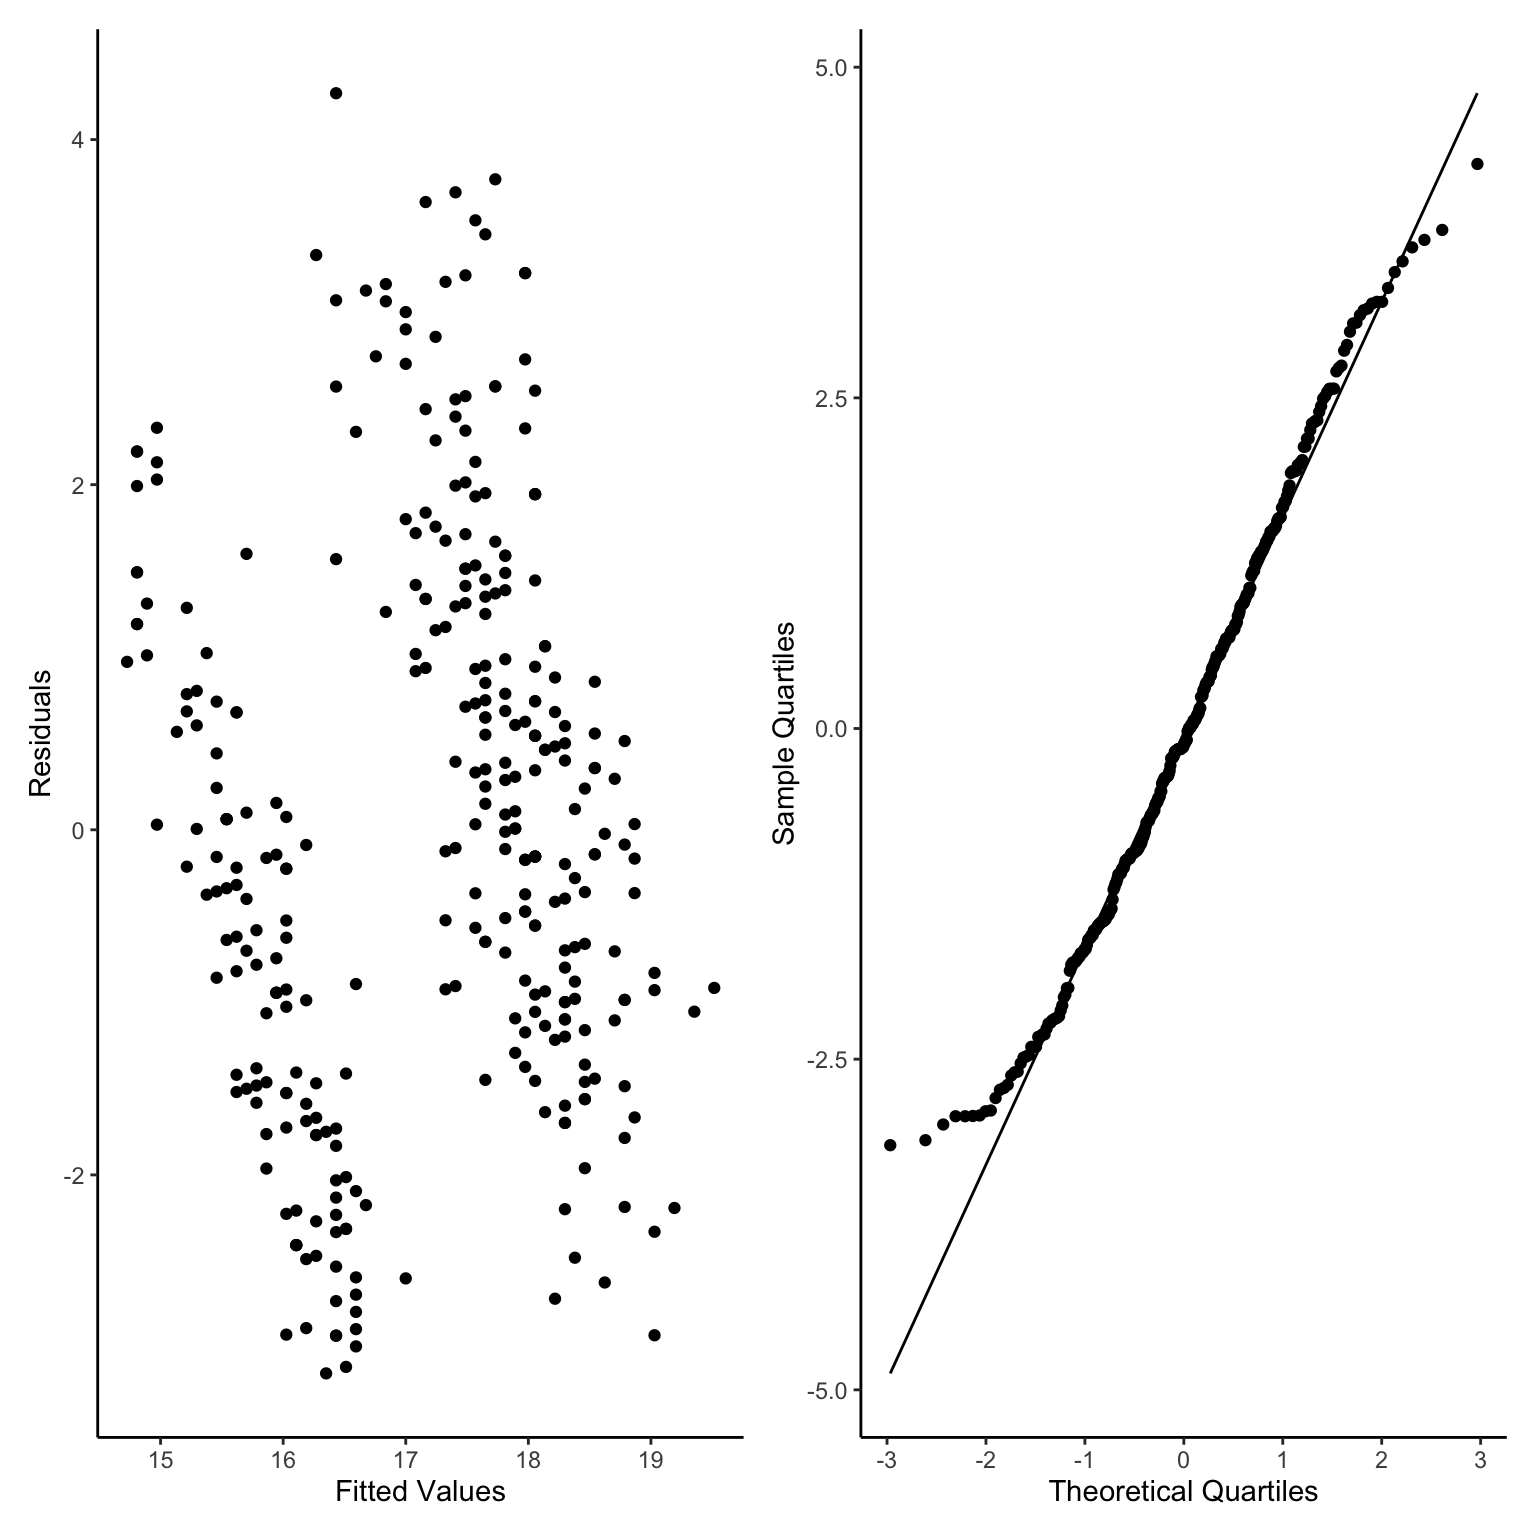 4
2
0
-2
15 16 17 18 19
Fitted Values
Residuals
5.0
2.5
0.0
-2.5
-5.0
-3 -2 -1 0 1 2 3
Theoretical Quartiles
Sample Quartiles